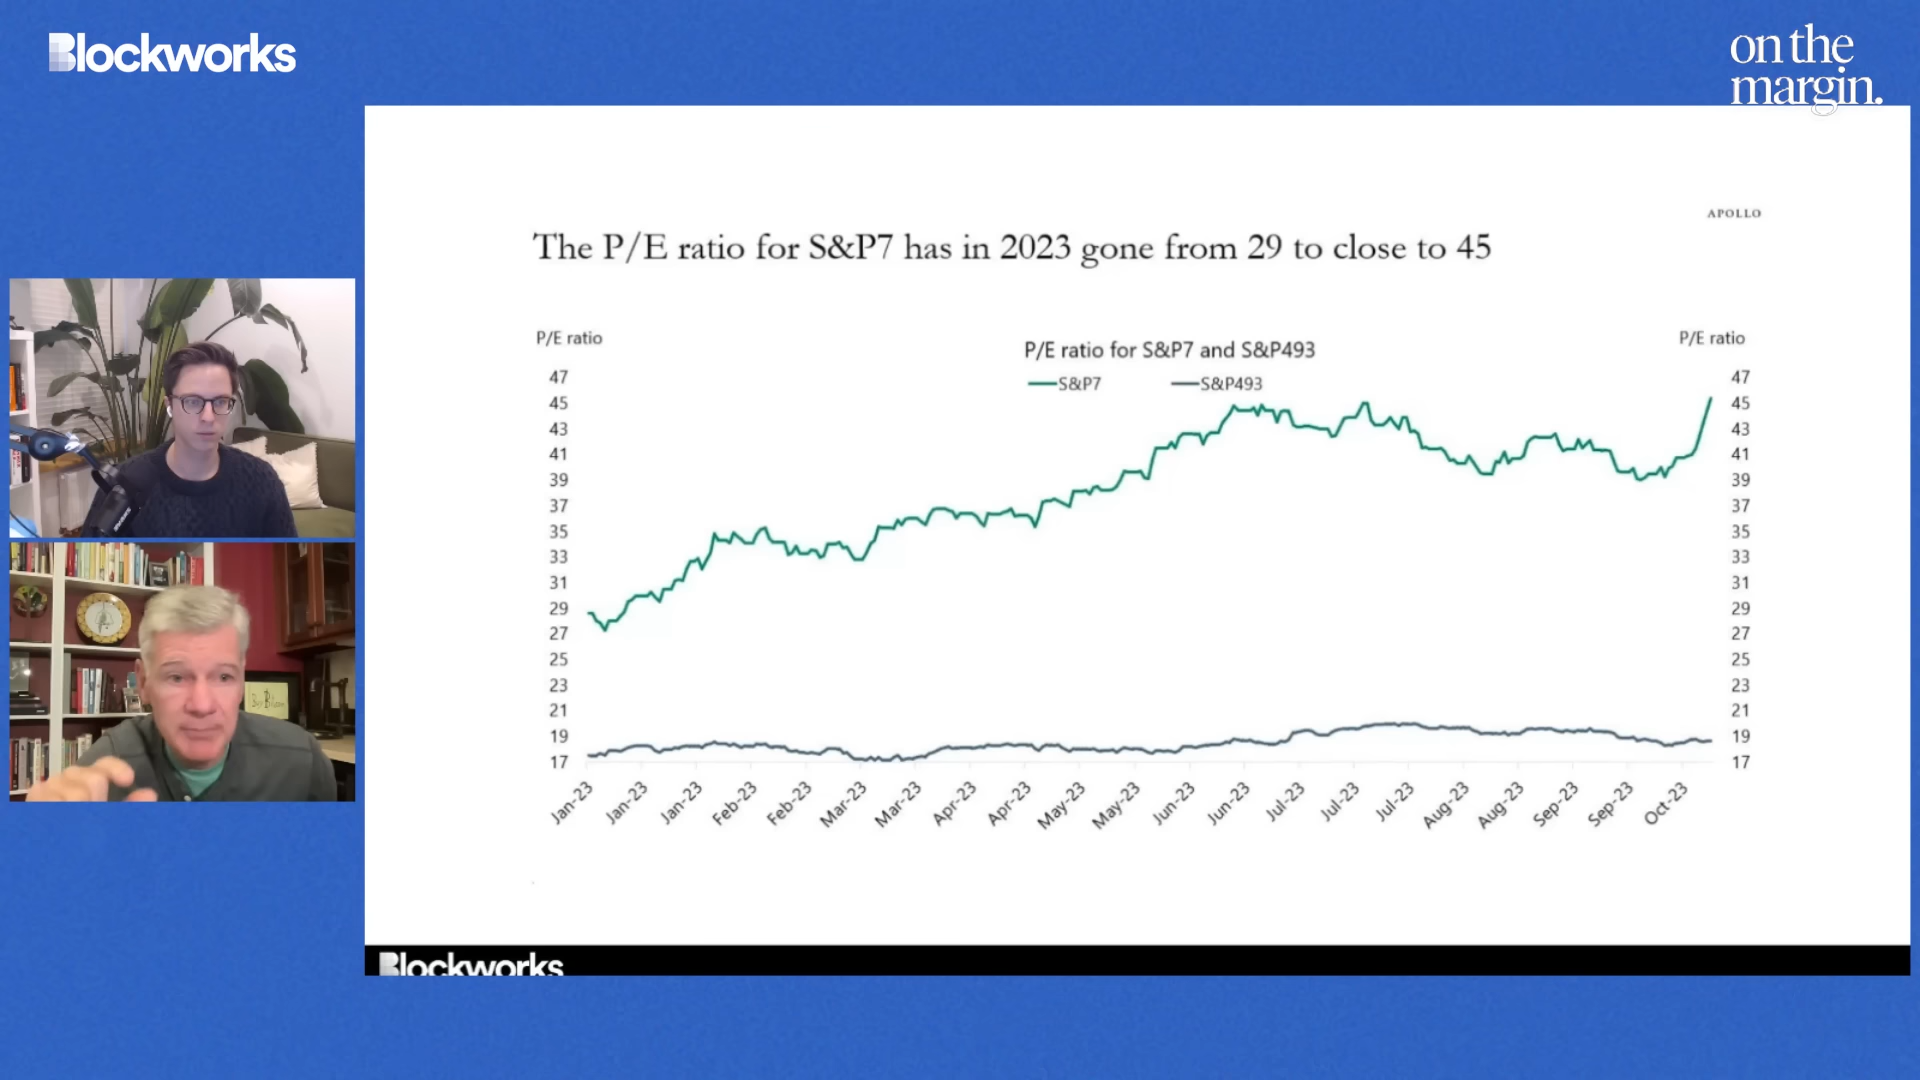 Blockworks
on the
margin.
APOLLO
The P/E ratio for S&P7 has in 2023 gone from 29 to close to 45
P/E ratio
P/E ratio
P/E ratio for S&P7 and S&P493
S&P7
S&P493
47
45
43
41
39
37
35
33
31
29
27
25
23
21
19
17
47
45
43
41
39
37
35
33
31
29
27
25
23
21
19
17
Jan-23
Jan-23
Jan-23
Feb-23
Feb-23
Mar-23
Mar-23
Apr-23
Apr-23
May-23
May-23
Jun-23
Jun-23
Jul-23
Jul-23
Jul-23
Aug-23
Aug-23
Sep-23
Sep-23
Oct-23
Blockworks